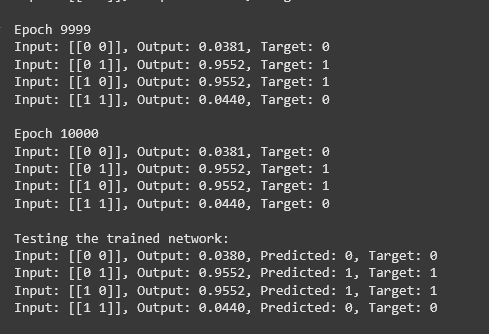 Epoch 9999
Input: [[0 0]], Output: 0.0381, Target: 0
Input: [[0 1]], Output: 0.9552, Target: 1
Input: [[1 0]], Output: 0.9552, Target: 1
Input: [[1 1]], Output: 0.0440, Target: 0
Epoch 10000
Input: [[0 0]], Output: 0.0381, Target: 0
Input: [[0 1]], Output: 0.9552, Target: 1
Input: [[1 0]], Output: 0.9552, Target: 1
Input: [[1 1]], Output: 0.0440, Target: 0
Testing the trained network:
Input: [[0 0]], Output: 0.0380, Predicted: 0, Target: 0
Input: [[0 1]], Output: 0.9552, Predicted: 1, Target: 1
Input: [[1 0]], Output: 0.9552, Predicted: 1, Target: 1
Input: [[1 1]], Output: 0.0440, Predicted: 0, Target: 0